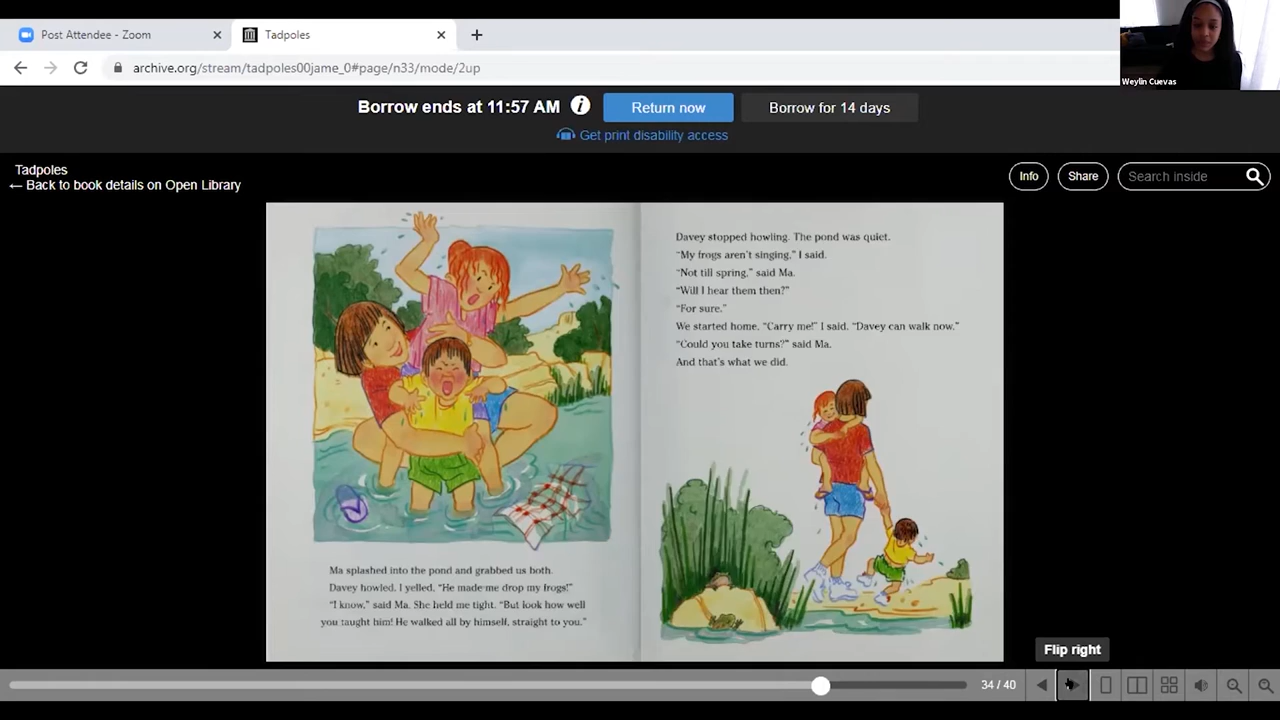 Post Attendee - Zoom
Tadpoles
archive.org/stream/tadpoles00jame_0#page/n33/mode/2up
Weylin Cuevas
Borrow ends at 11:57 AM
Return now
Borrow for 14 days
Get print disability access
Tadpoles
← Back to book details on Open Library
Info
Share
Search inside
Ma splashed into the pond and grabbed us both.
Davey howled. I yelled, “He made me drop my frogs!”
“I know,” said Ma. She held me tight. “But look how well
you taught him! He walked all by himself, straight to you.”
Davey stopped howling. The pond was quiet.
“My frogs aren’t singing,” I said.
“Not till spring,” said Ma.
“Will I hear them then?”
“For sure.”
We started home. “Carry me!” I said. “Davey can walk now.”
“Could you take turns?” said Ma.
And that’s what we did.
Flip right
34 / 40